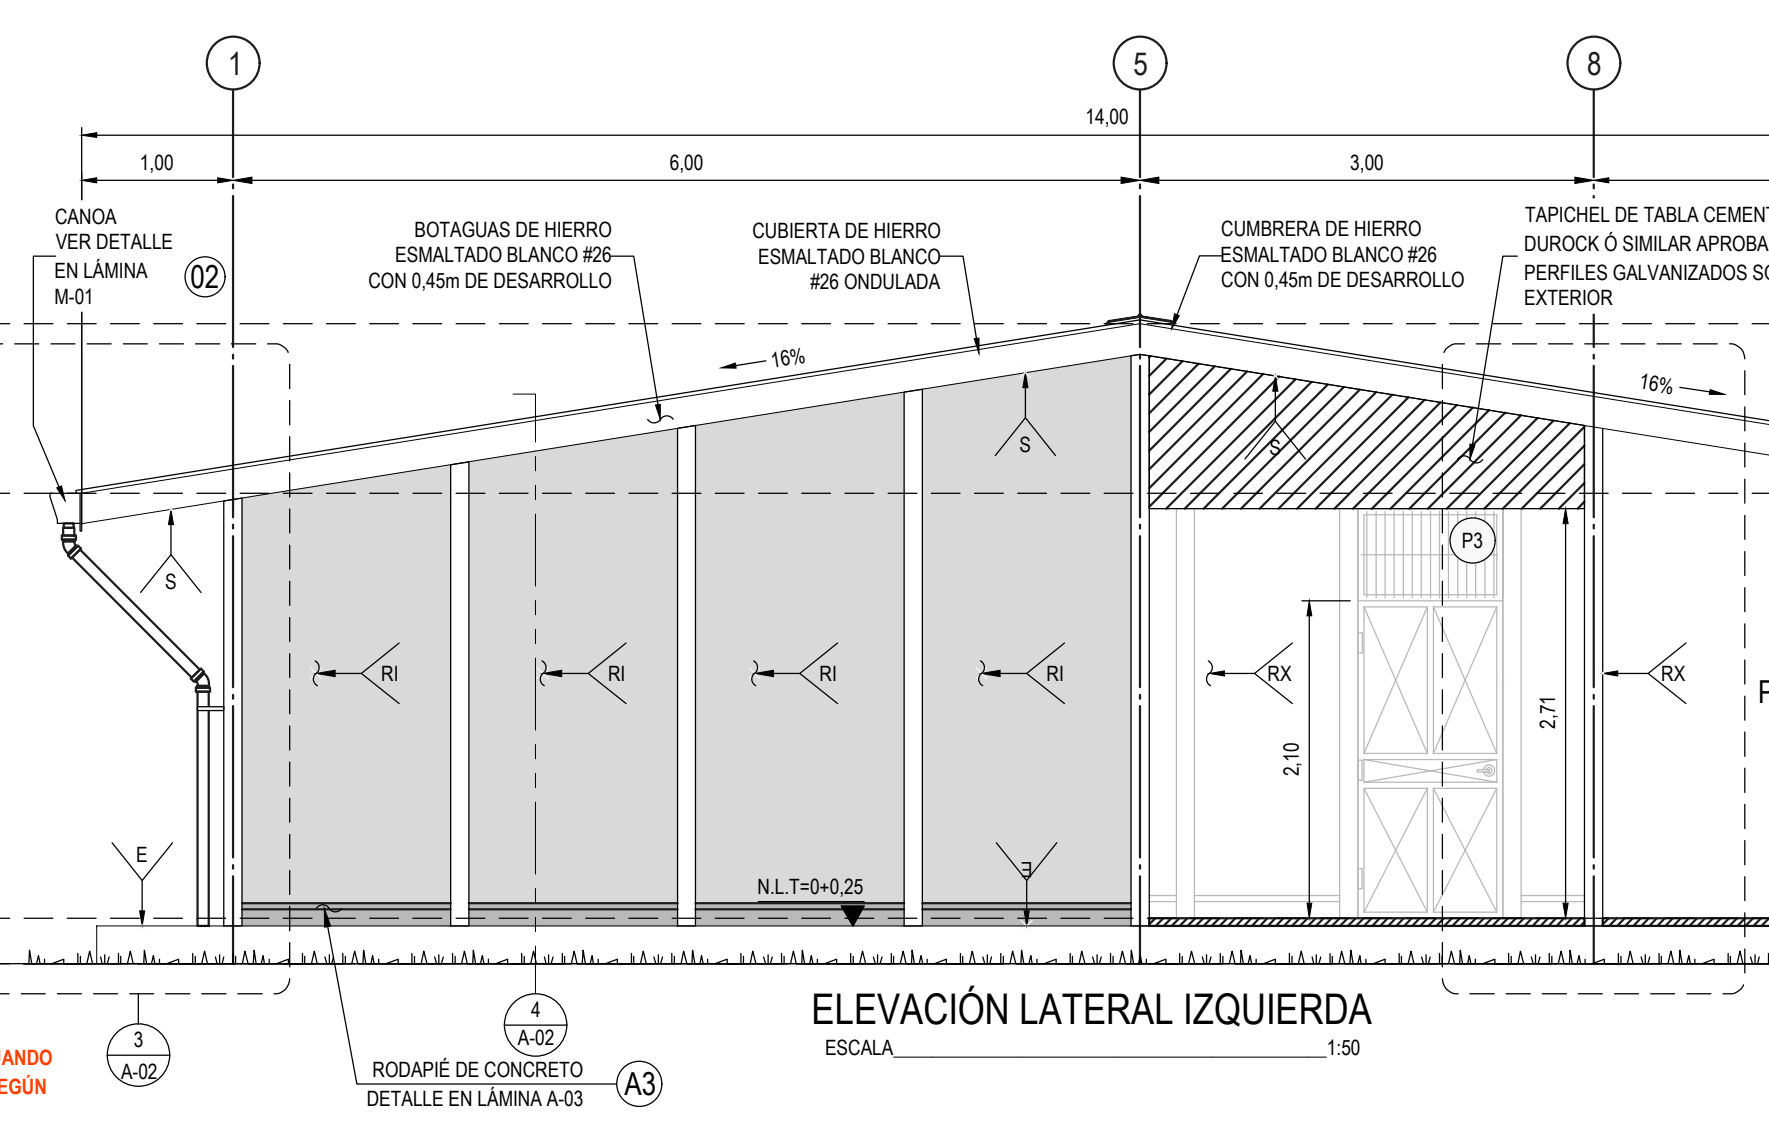 1
5
8
14,00
1,00
6,00
3,00
CANOA
VER DETALLE
EN LÁMINA
M-01
02
BOTAGUAS DE HIERRO
ESMALTADO BLANCO #26
CON 0,45m DE DESARROLLO
CUBIERTA DE HIERRO
ESMALTADO BLANCO
#26 ONDULADA
CUMBRERA DE HIERRO
ESMALTADO BLANCO #26
CON 0,45m DE DESARROLLO
TAPICHEL DE TABLA CEMENT
DUROCK Ó SIMILAR APROBA
PERFILES GALVANIZADOS SO
EXTERIOR
16%
16%
S
S
S
P3
RI
RI
RI
RI
RX
RX
2,10
2,71
P
E
E
N.L.T=0+0,25
3
A-02
4
A-02
UANDO
EGÚN
RODAPIÉ DE CONCRETO
DETALLE EN LÁMINA A-03
A3
ELEVACIÓN LATERAL IZQUIERDA
ESCALA 1:50